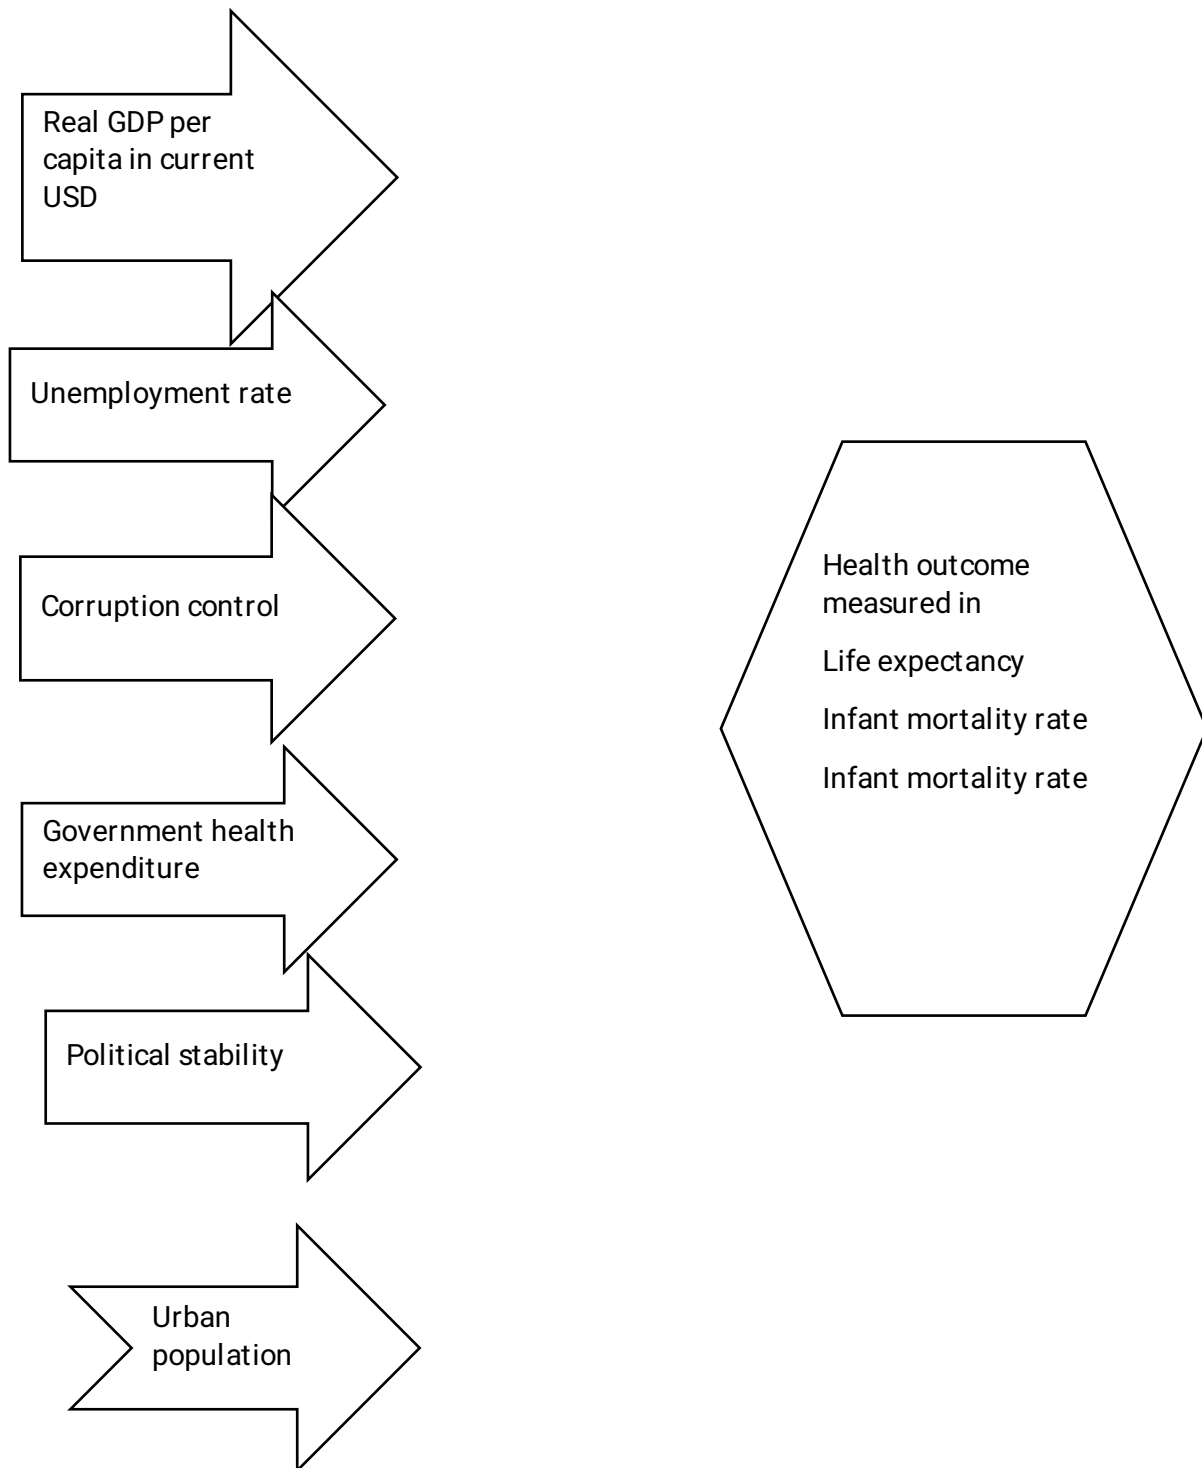 Real GDP per
capita in current
USD
Unemployment rate
Corruption control
Government health
expenditure
Political stability
Urban
population
Health outcome
measured in
Life expectancy
Infant mortality rate
Infant mortality rate